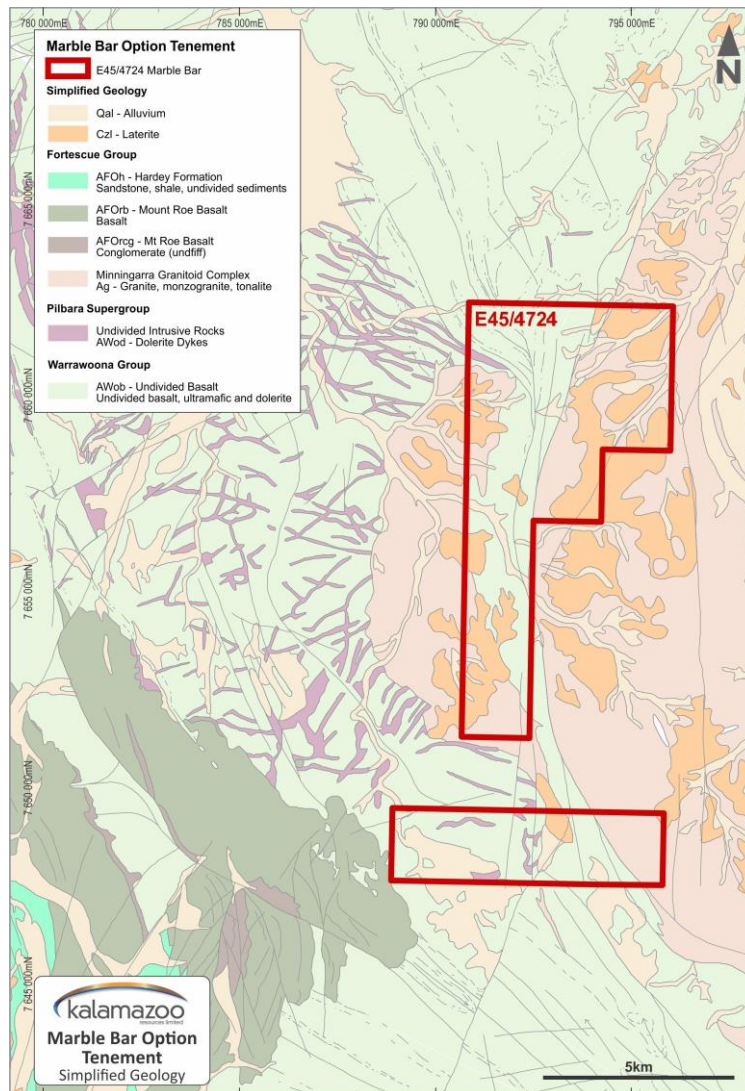 780 000mE
785 000mE
790 000mE
795 000mE
N
Marble Bar Option Tenement
E45/4724 Marble Bar
Simplified Geology
Qal - Alluvium
Czl - Laterite
Fortescue Group
AFOh - Hardey Formation
Sandstone, shale, undivided sediments
AFOrb - Mount Roe Basalt
Basalt
AFOrcg - Mt Roe Basalt
Conglomerate (undfiff)
Minningarra Granitoid Complex
Ag - Granite, monzogranite, tonalite
Pilbara Supergroup
Undivided Intrusive Rocks
AWod - Dolerite Dykes
Warrawoona Group
AWob - Undivided Basalt
Undivided basalt, ultramafic and dolerite
7 665 000mN
7 660 000mN
7 655 000mN
7 650 000mN
7 645 000mN
E45/4724
kalamazoo
resources limited
Marble Bar Option
Tenement
Simplified Geology
5km